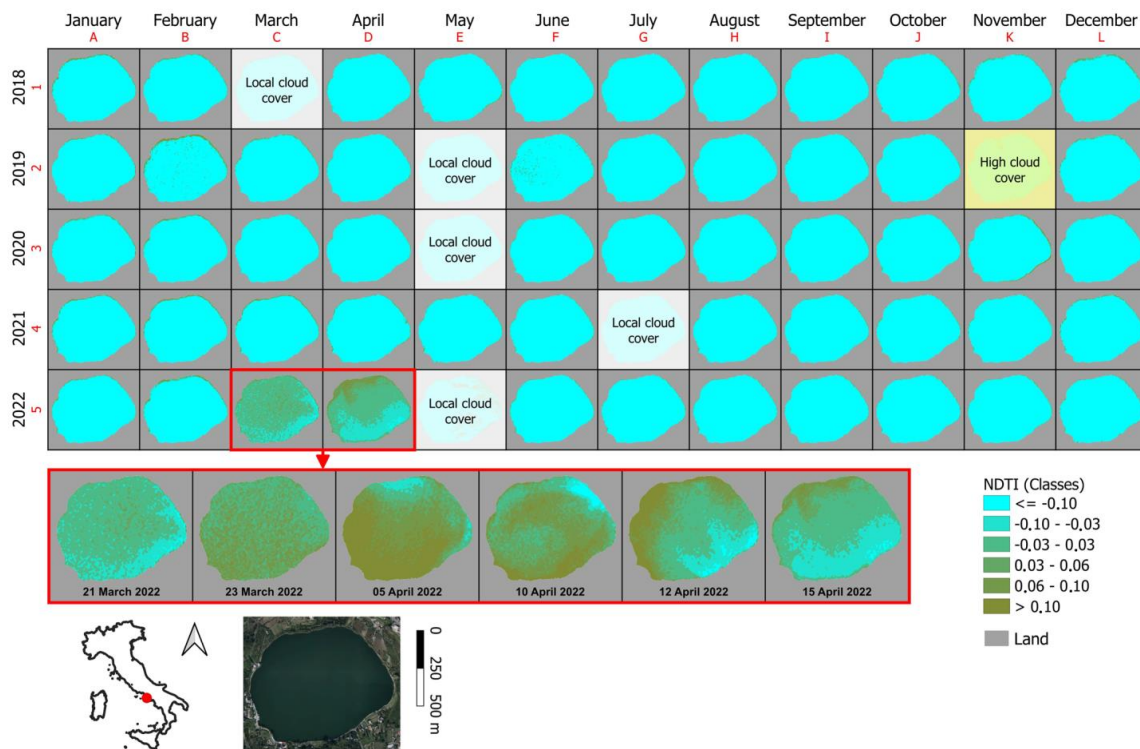 January February March April May June July August September October November December
A B C D E F G H I J K L
2018 1
Local cloud
cover
2019 2
Local cloud
cover
High cloud
cover
2020 3
Local cloud
cover
2021 4
Local cloud
cover
2022 5
Local cloud
cover
21 March 2022 23 March 2022 05 April 2022 10 April 2022 12 April 2022 15 April 2022
NDTI (Classes)
<= -0.10
-0.10 - -0.03
-0.03 - 0.03
0.03 - 0.06
0.06 - 0.10
> 0.10
Land
0
250
500 m